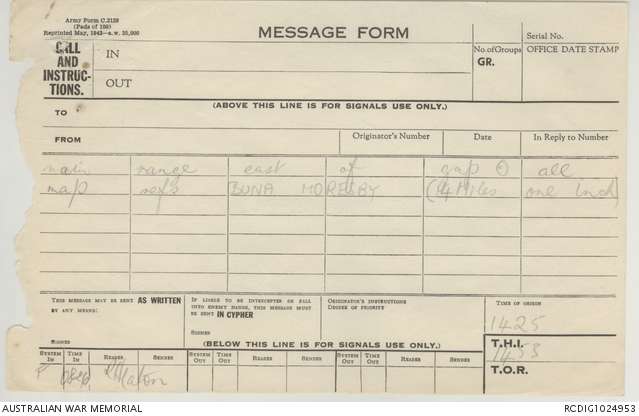 Army Form C.2128
(Pads of 100)
Reprinted May, 1943—s.w. 25,000
MESSAGE FORM
Serial No.
CALL
AND
INSTRUC-
TIONS.
IN
OUT
No.of Groups
GR.
OFFICE DATE STAMP
(ABOVE THIS LINE IS FOR SIGNALS USE ONLY.)
TO
FROM
Originator's Number
Date
In Reply to Number
main range east of gap ⊙ all
map refs BUNA MORESBY (4 Miles one Inch)
THIS MESSAGE MAY BE SENT AS WRITTEN
BY ANY MEANS:
SIGNED
IF LIABLE TO BE INTERCEPTED OR FALL
INTO ENEMY HANDS, THIS MESSAGE MUST
BE SENT IN CYPHER
SIGNED
ORIGINATOR'S INSTRUCTIONS:
DEGREE OF PRIORITY
TIME OF ORIGIN
1425
(BELOW THIS LINE IS FOR SIGNALS USE ONLY.)
T.H.I.
1453
T.O.R.
SYSTEM IN
TIME IN
READER
SENDER
SYSTEM OUT
TIME OUT
READER
SENDER
SYSTEM OUT
TIME OUT
READER
SENDER
AUSTRALIAN WAR MEMORIAL
RCDIG1024953